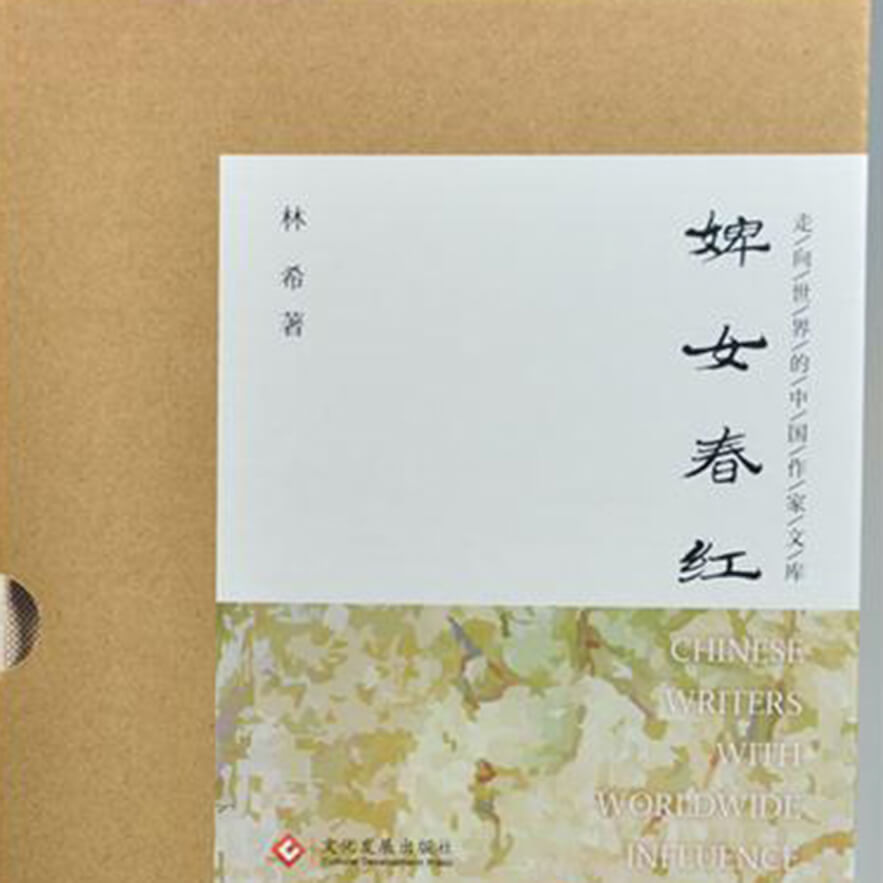 走/向/世/界/的/中/国/作/家/文/库
婢女春红
林希 著
CHINESE
WRITERS
WITH
WORLDWIDE
INFLUENCE
文化发展出版社
Cultural Development Press